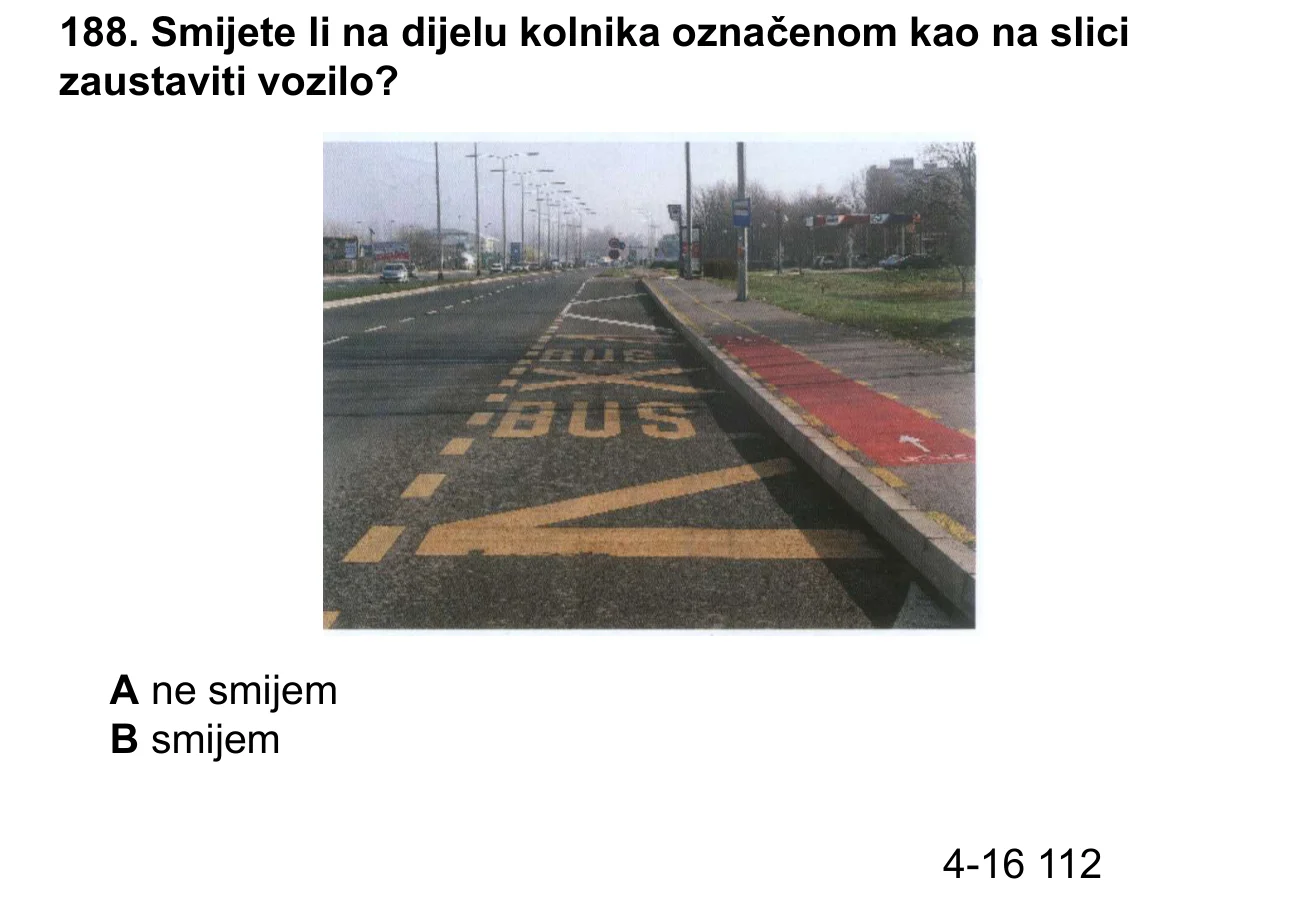 188. Smijete li na dijelu kolnika označenom kao na slici
zaustaviti vozilo?
BUS
BUS
A ne smijem
B smijem
4-16 112